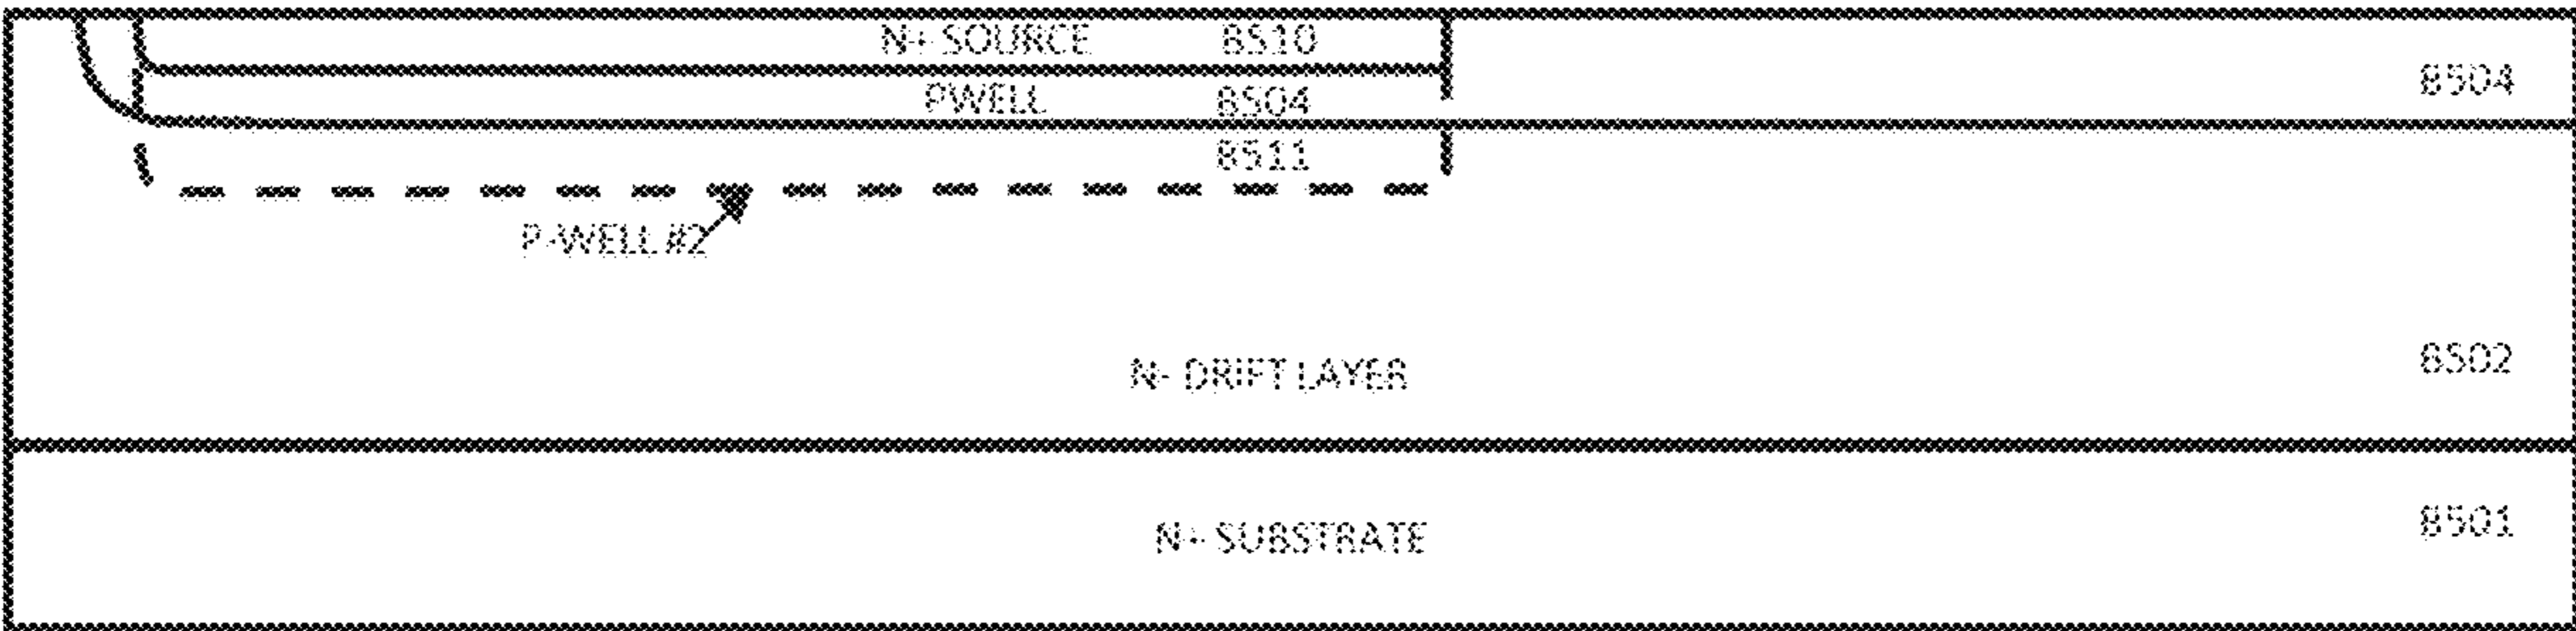 N+ SOURCE 8510
PWELL 8504
8504
8511
P-WELL #2
N- DRIFT LAYER
8502
N+ SUBSTRATE
8501